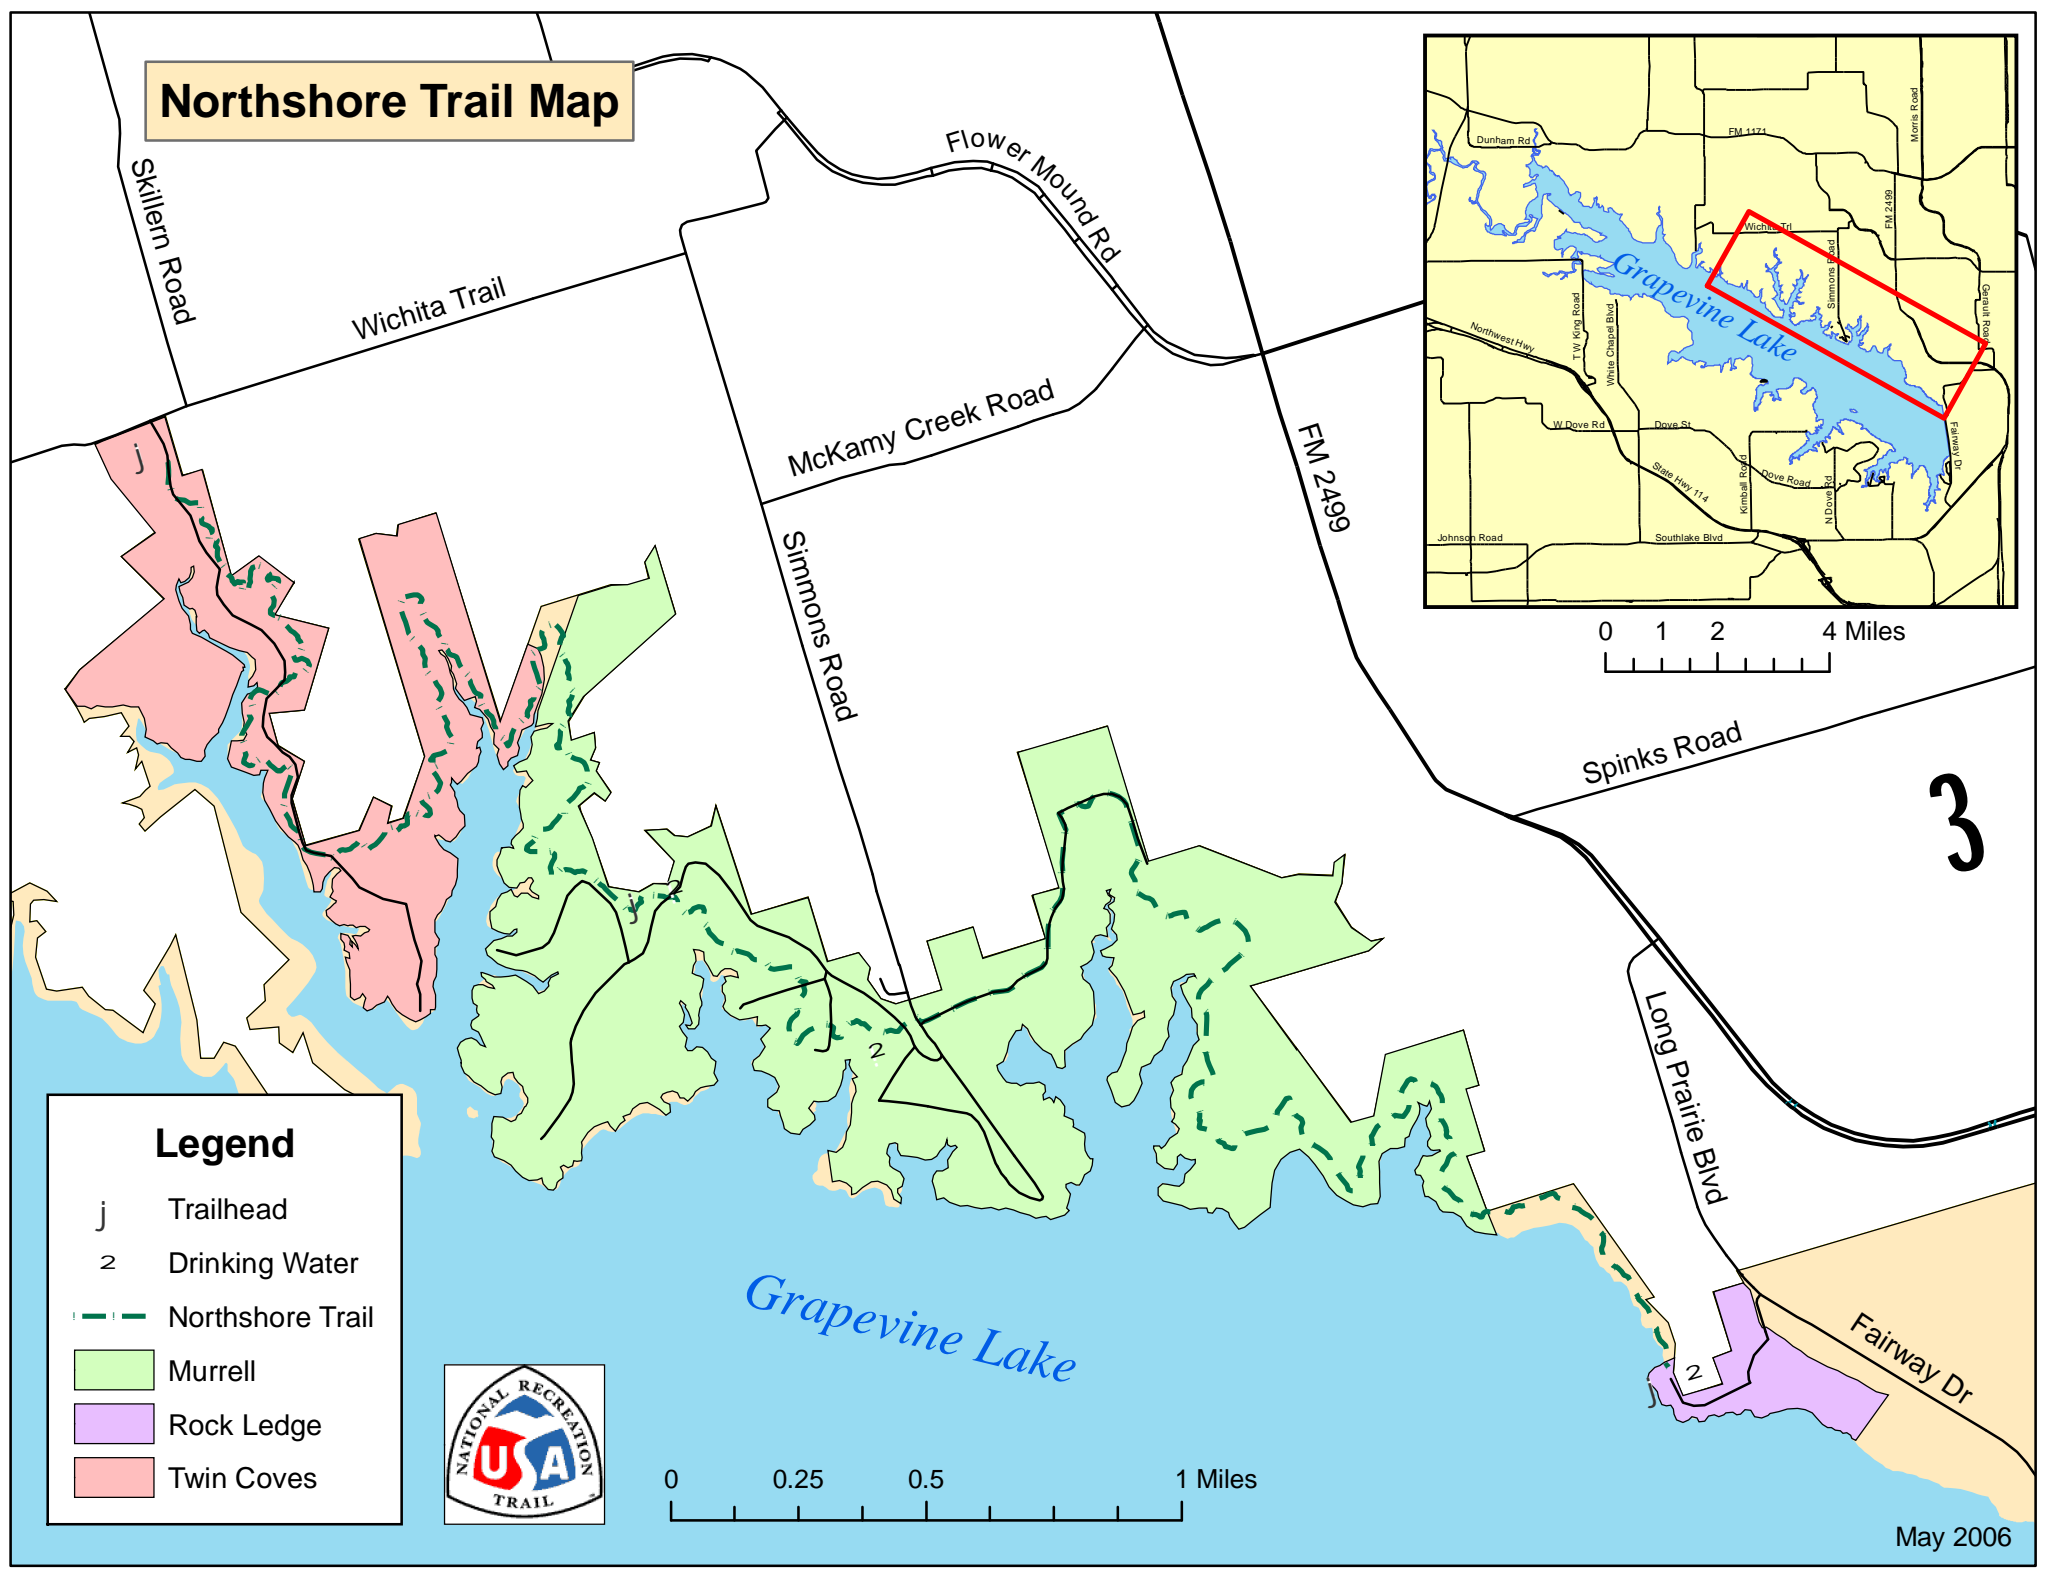 Northshore Trail Map
Skillern Road
Wichita Trail
Flower Mound Rd
McKamy Creek Road
Simmons Road
FM 2499
Spinks Road
3
Long Prairie Blvd
Fairway Dr
Grapevine Lake
j
j
2
2
2
j
Dunham Rd
FM 1171
Morris Road
FM 2499
Wichita Trl
Simmons Road
Gerault Road
Grapevine Lake
T W King Road
White Chapel Blvd
Northwest Hwy
W Dove Rd
Dove St
Kimball Road
Dove Road
N Dove Rd
State Hwy 114
Fairway Dr
Johnson Road
Southlake Blvd
0 1 2 4 Miles
Legend
j Trailhead
2 Drinking Water
Northshore Trail
Murrell
Rock Ledge
Twin Coves
NATIONAL RECREATION
USA
TRAIL
0 0.25 0.5 1 Miles
May 2006